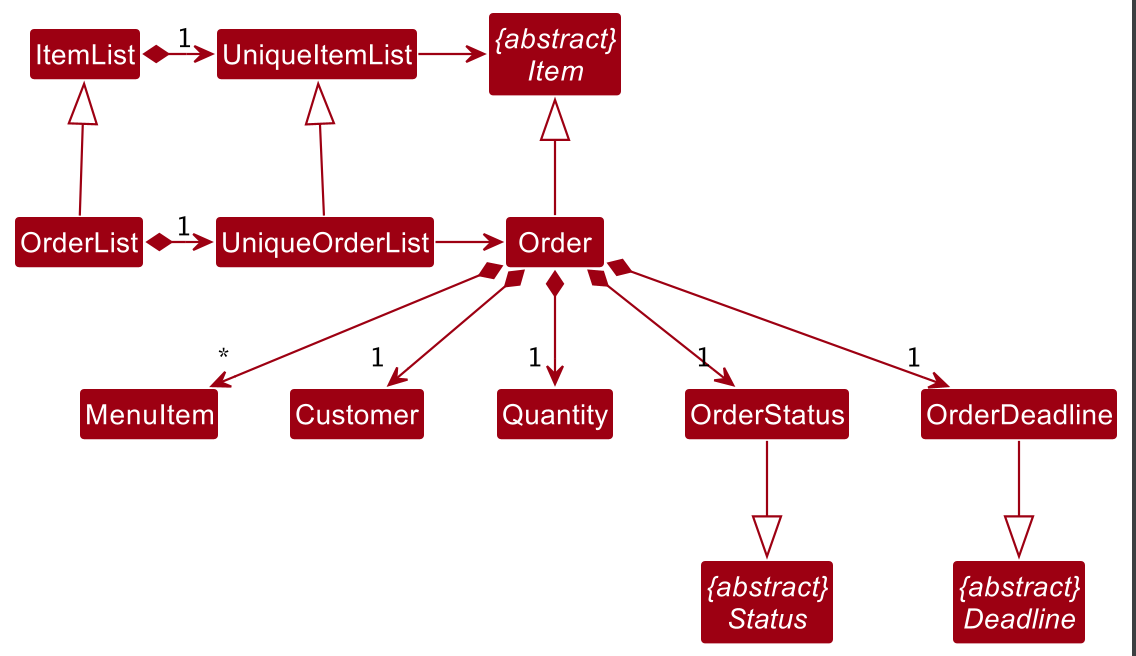 ItemList
1
UniqueItemList
{abstract}
Item
OrderList
1
UniqueOrderList
Order
*
1
1
1
1
MenuItem
Customer
Quantity
OrderStatus
OrderDeadline
{abstract}
Status
{abstract}
Deadline